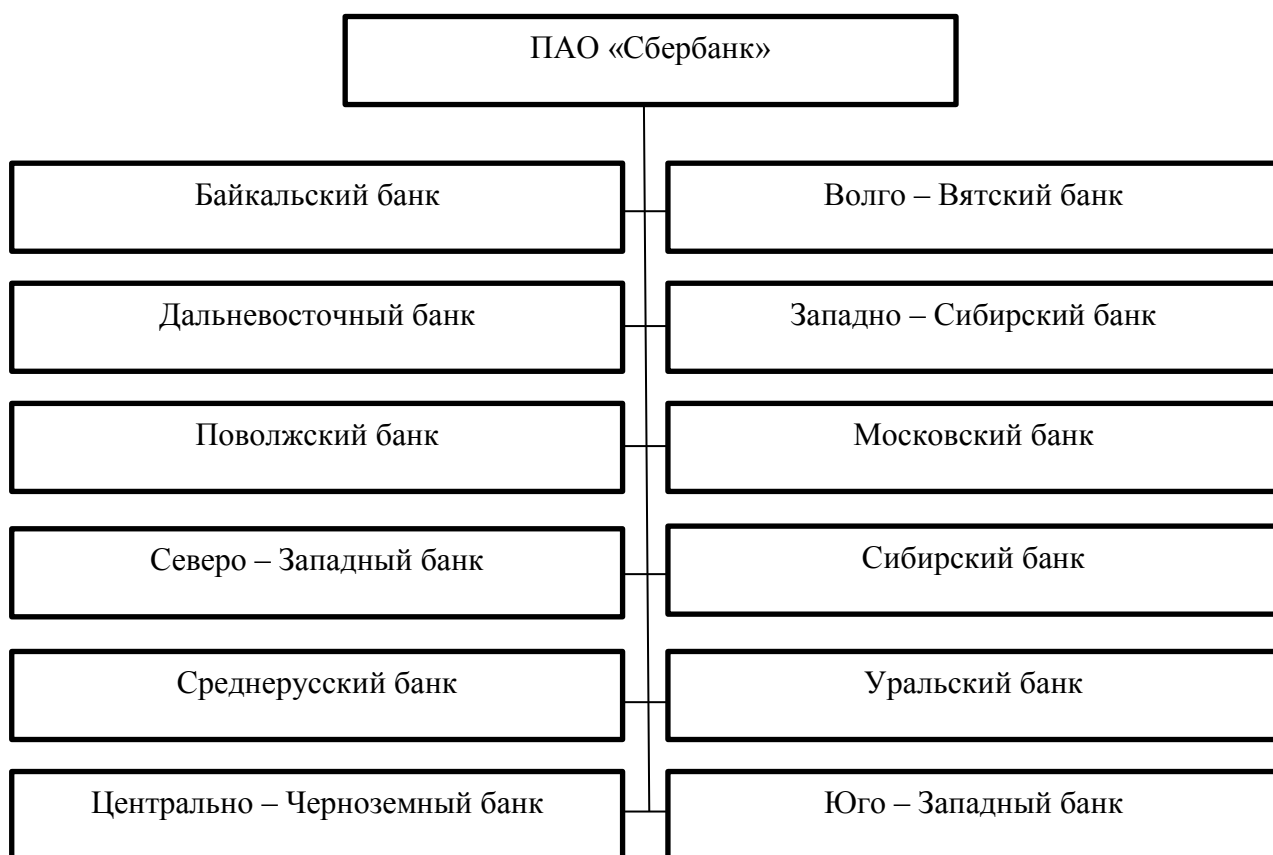 ПАО «Сбербанк»
Байкальский банк
Волго – Вятский банк
Дальневосточный банк
Западно – Сибирский банк
Поволжский банк
Московский банк
Северо – Западный банк
Сибирский банк
Среднерусский банк
Уральский банк
Центрально – Черноземный банк
Юго – Западный банк